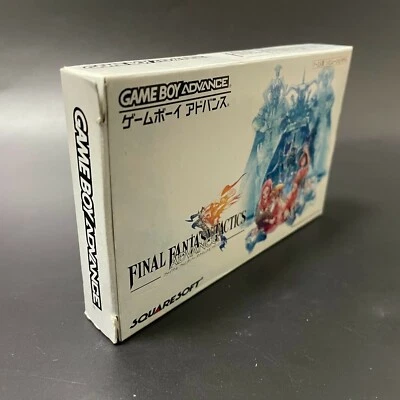 GAME BOY ADVANCE
GAME BOY ADVANCE
ゲームボーイ アドバンス
FINAL FANTASY TACTICS
ADVANCE
SQUARESOFT